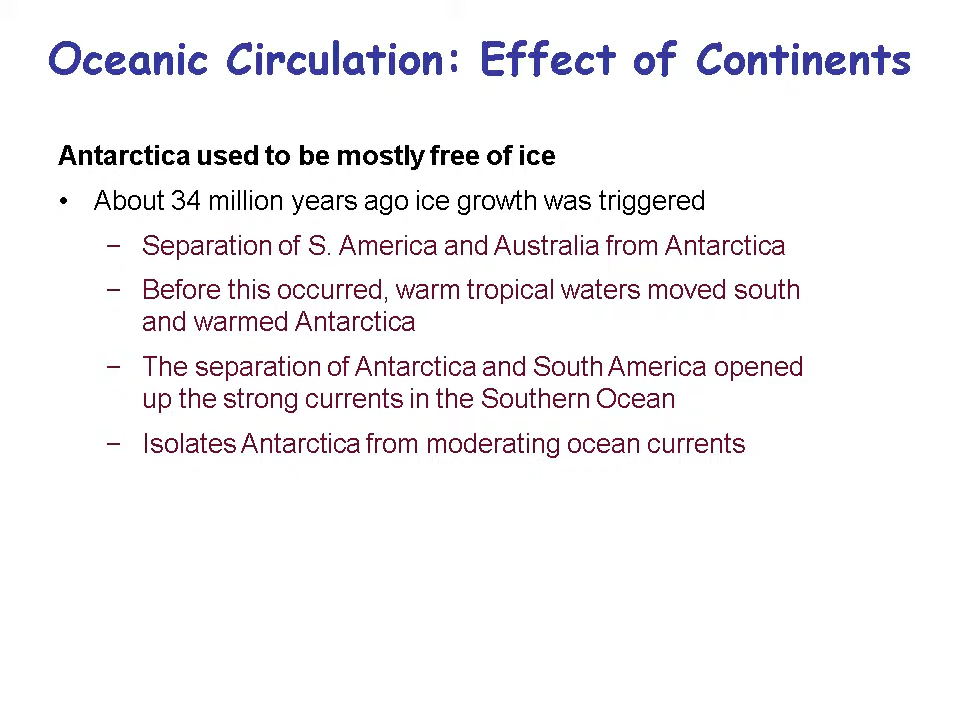 Oceanic Circulation: Effect of Continents
Antarctica used to be mostly free of ice
• About 34 million years ago ice growth was triggered
– Separation of S. America and Australia from Antarctica
– Before this occurred, warm tropical waters moved south
and warmed Antarctica
– The separation of Antarctica and South America opened
up the strong currents in the Southern Ocean
– Isolates Antarctica from moderating ocean currents